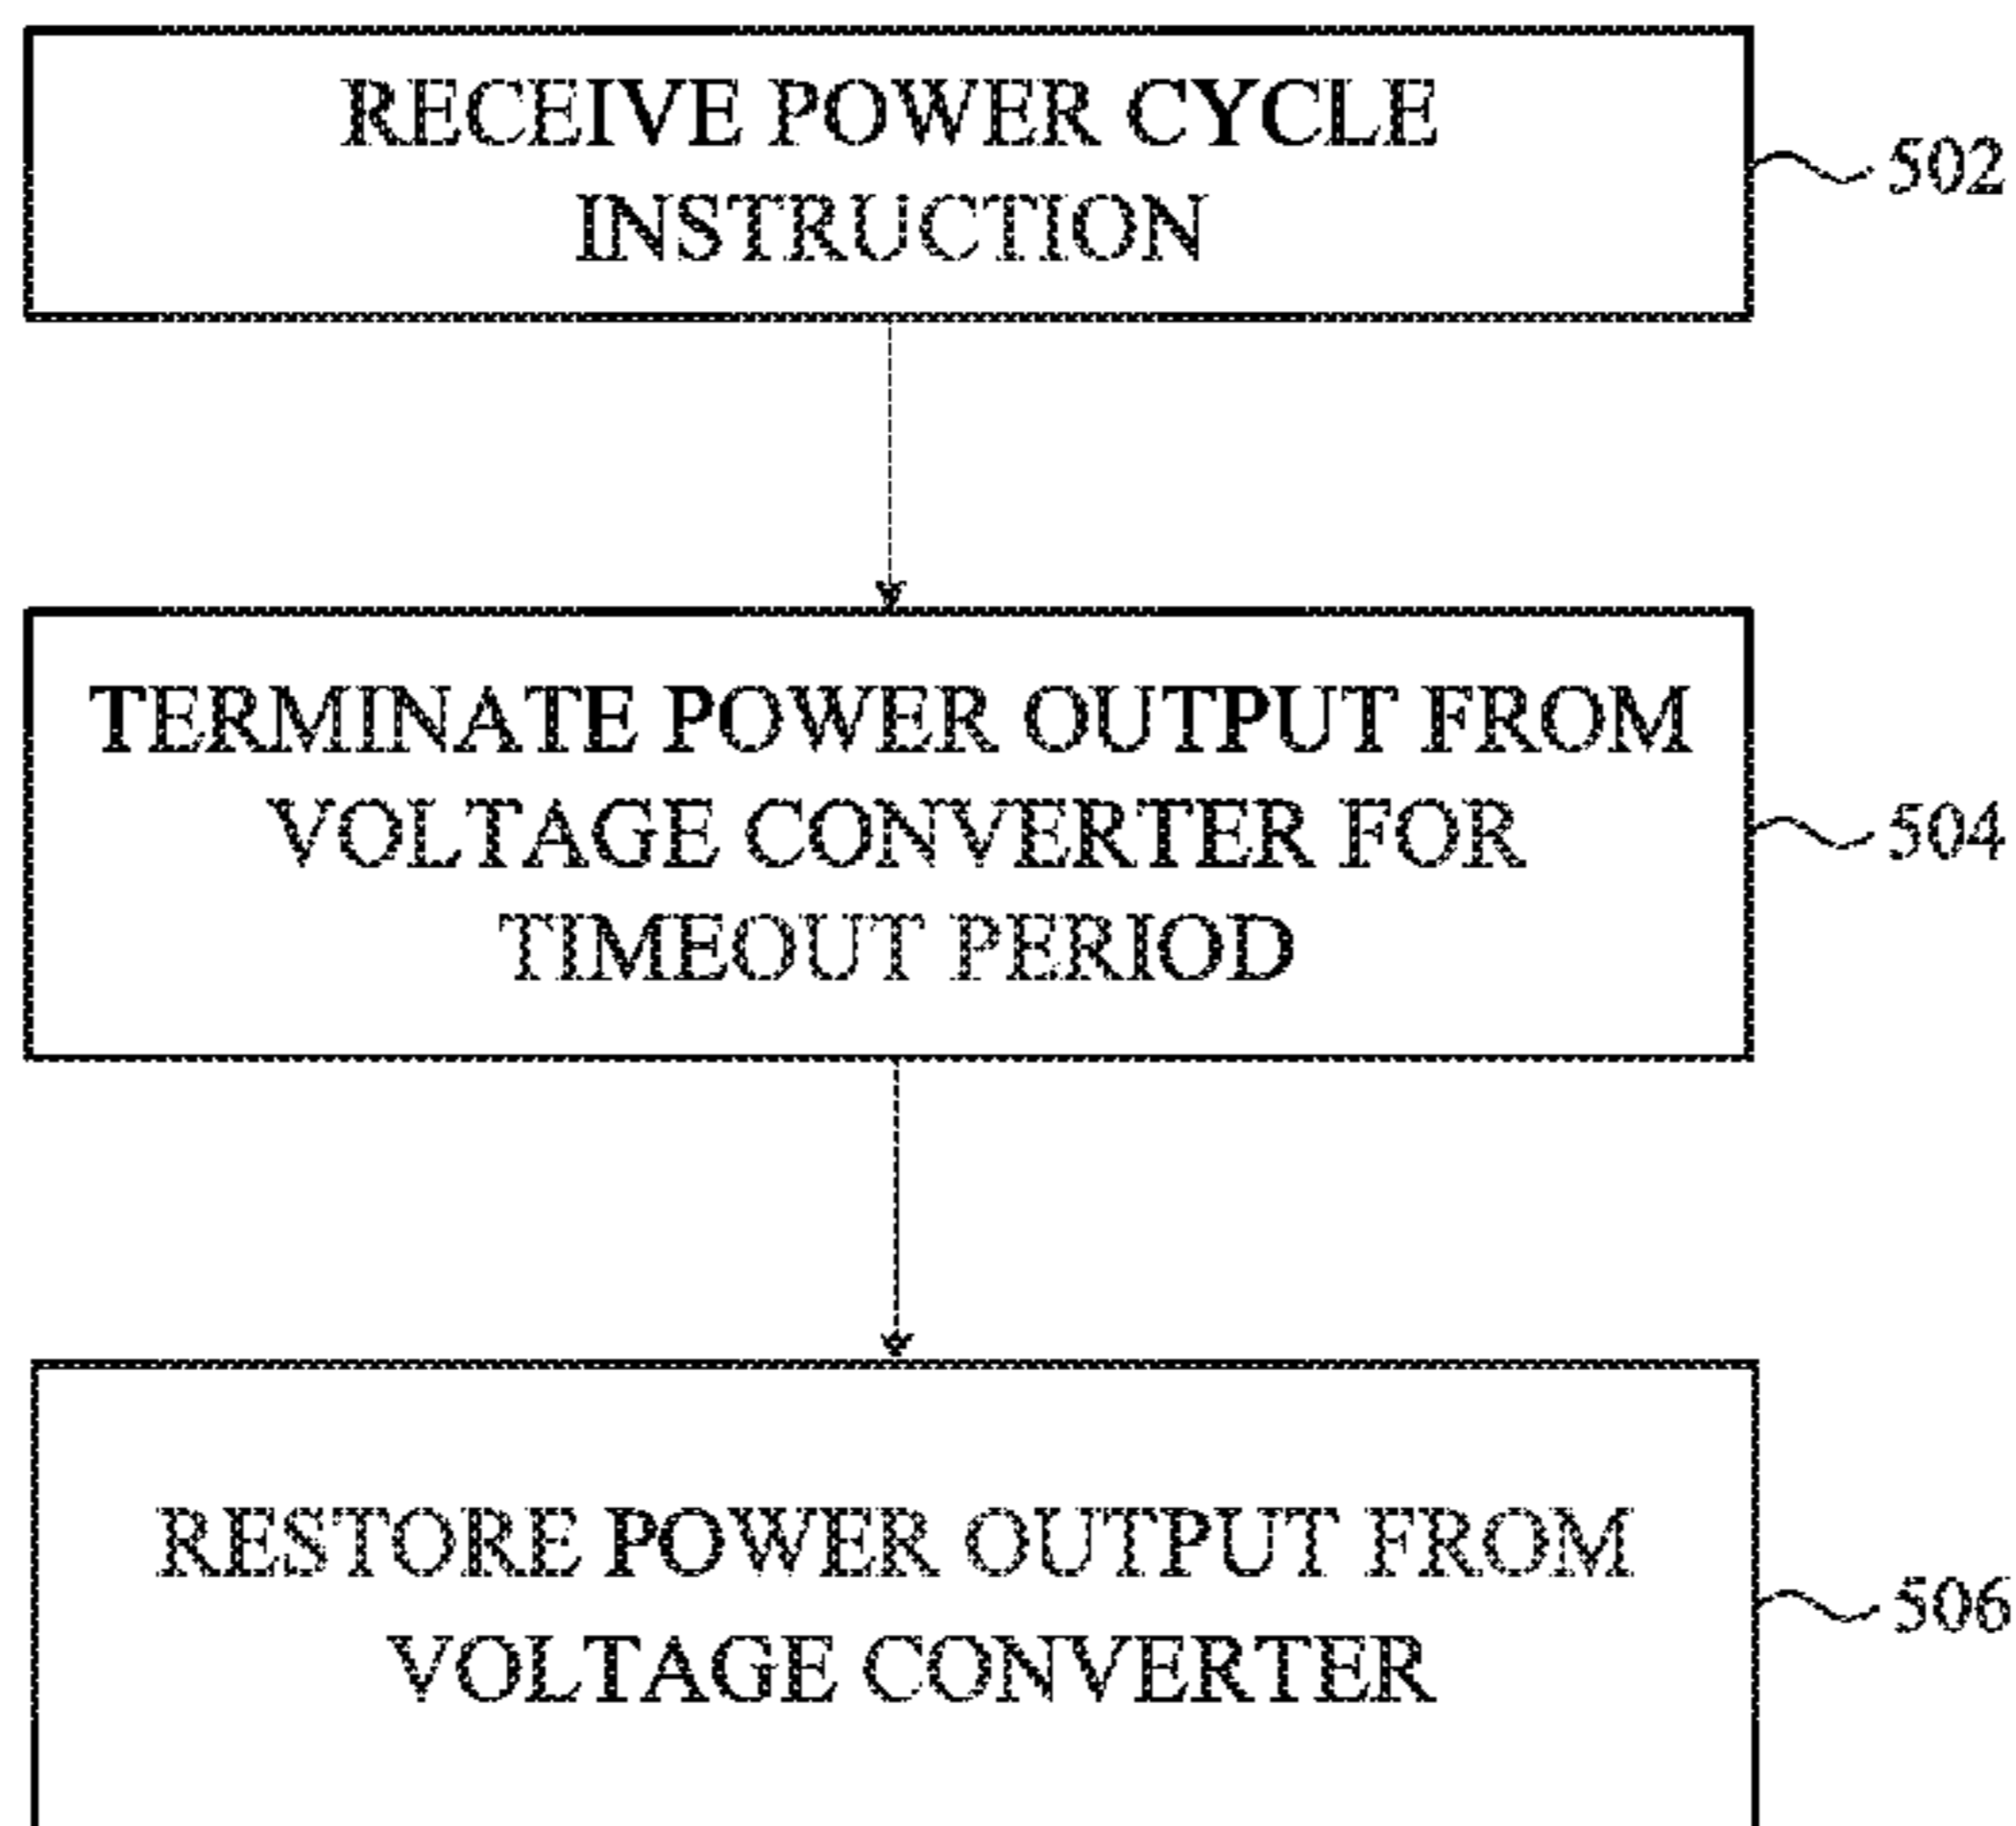 RECEIVE POWER CYCLE
INSTRUCTION
502
TERMINATE POWER OUTPUT FROM
VOLTAGE CONVERTER FOR
TIMEOUT PERIOD
504
RESTORE POWER OUTPUT FROM
VOLTAGE CONVERTER
506